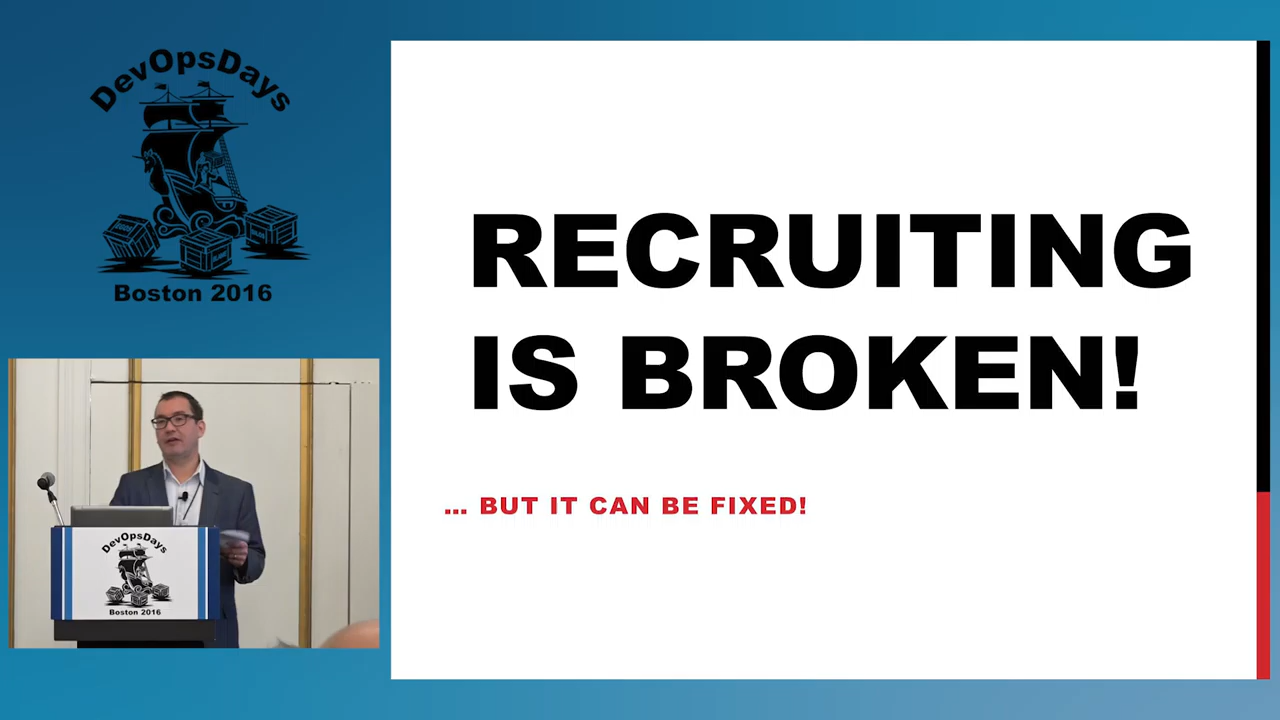 DevOpsDays
Boston 2016
RECRUITING
IS BROKEN!
... BUT IT CAN BE FIXED!
DevOpsDays
Boston 2016